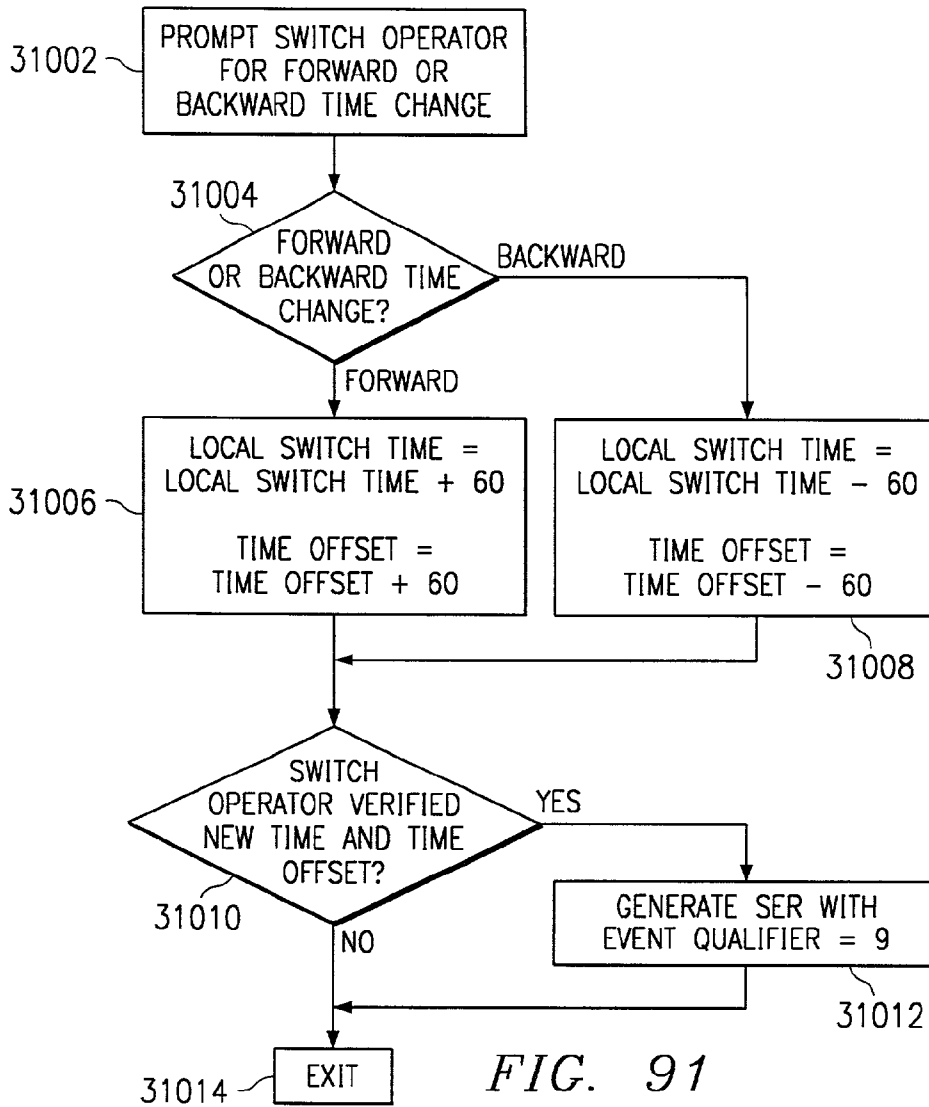 PROMPT SWITCH OPERATOR
FOR FORWARD OR
BACKWARD TIME CHANGE
31002
31004
FORWARD
OR BACKWARD TIME
CHANGE?
BACKWARD
FORWARD
LOCAL SWITCH TIME =
LOCAL SWITCH TIME + 60
TIME OFFSET =
TIME OFFSET + 60
31006
LOCAL SWITCH TIME =
LOCAL SWITCH TIME - 60
TIME OFFSET =
TIME OFFSET - 60
31008
SWITCH
OPERATOR VERIFIED
NEW TIME AND TIME
OFFSET?
YES
31010
NO
GENERATE SER WITH
EVENT QUALIFIER = 9
31012
EXIT
31014
FIG. 91